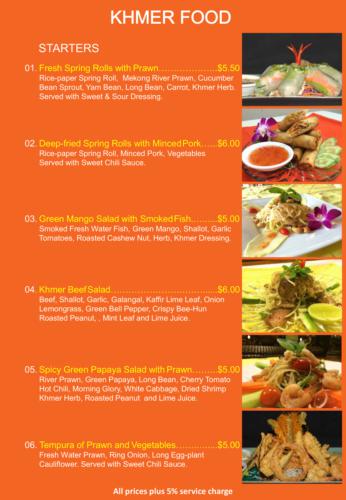 KHMER FOOD
STARTERS
01. Fresh Spring Rolls with Prawn………………..$5.50
Rice-paper Spring Roll, Mekong River Prawn, Cucumber
Bean Sprout, Yam Bean, Long Bean, Carrot, Khmer Herb.
Served with Sweet & Sour Dressing.
02. Deep-fried Spring Rolls with Minced Pork……$6.00
Rice-paper Spring Roll, Minced Pork, Vegetables
Served with Sweet Chili Sauce.
03. Green Mango Salad with Smoked Fish………$5.00
Smoked Fresh Water Fish, Green Mango, Shallot, Garlic
Tomatoes, Roasted Cashew Nut, Herb, Khmer Dressing.
04. Khmer Beef Salad……………………………….$6.00
Beef, Shallot, Garlic, Galangal, Kaffir Lime Leaf, Onion
Lemongrass, Green Bell Pepper, Crispy Bee-Hun
Roasted Peanut, , Mint Leaf and Lime Juice.
05. Spicy Green Papaya Salad with Prawn………$5.00
River Prawn, Green Papaya, Long Bean, Cherry Tomato
Hot Chili, Morning Glory, White Cabbage, Dried Shrimp
Khmer Herb, Roasted Peanut and Lime Juice.
06. Tempura of Prawn and Vegetables……………$5.00
Fresh Water Prawn, Ring Onion, Long Egg-plant
Cauliflower. Served with Sweet Chili Sauce.
All prices plus 5% service charge